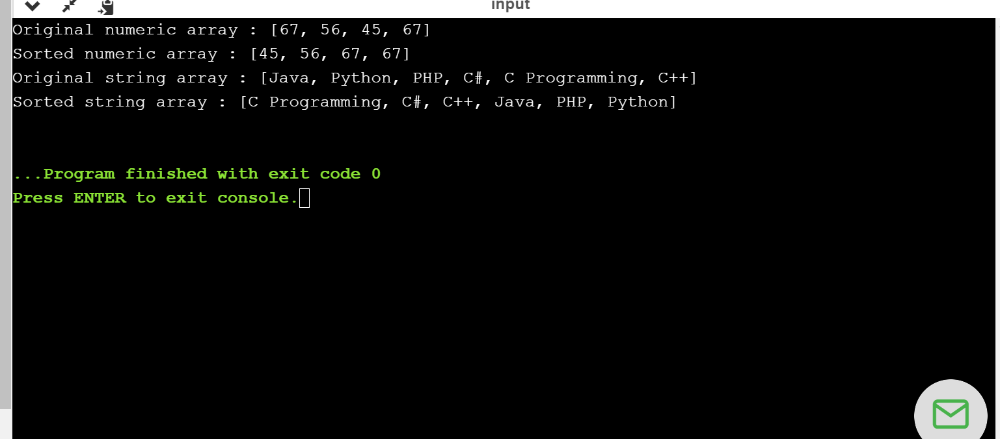 input
Original numeric array : [67, 56, 45, 67]
Sorted numeric array : [45, 56, 67, 67]
Original string array : [Java, Python, PHP, C#, C Programming, C++]
Sorted string array : [C Programming, C#, C++, Java, PHP, Python]
...Program finished with exit code 0
Press ENTER to exit console.